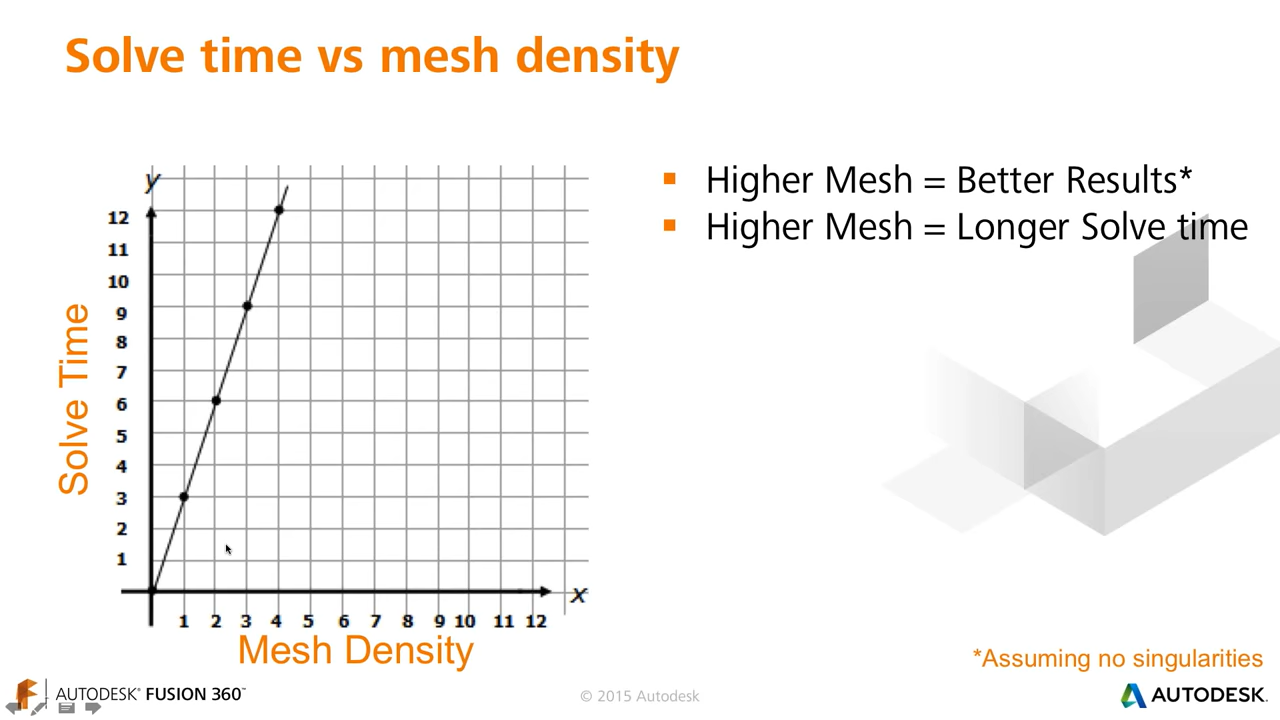 Solve time vs mesh density
▪ Higher Mesh = Better Results*
▪ Higher Mesh = Longer Solve time
y
12
11
10
9
8
7
6
5
4
3
2
1
Solve Time
x
1 2 3 4 5 6 7 8 9 10 11 12
Mesh Density
*Assuming no singularities
AUTODESK® FUSION 360™
© 2015 Autodesk
AUTODESK.